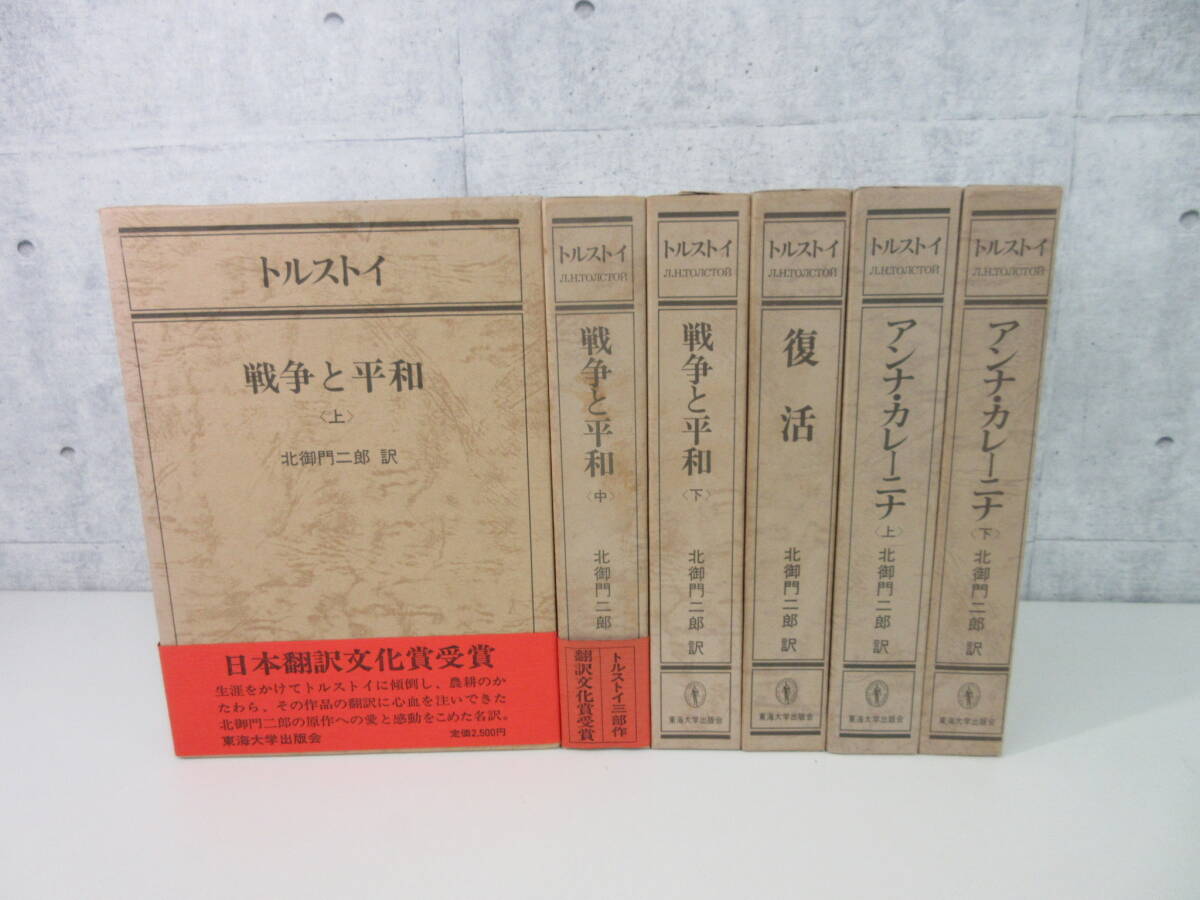 トルストイ
戦争と平和
〈上〉
北御門二郎 訳
日本翻訳文化賞受賞
生涯をかけてトルストイに傾倒し、農耕のか
たわら、その作品の翻訳に心血を注いできた
北御門二郎の原作への愛と感動をこめた名訳。
東海大学出版会
定価2,500円
トルストイ
Л.Н.ТОЛСТОЙ
戦争と平和
〈中〉
北御門二郎
トルストイ三部作
翻訳文化賞受賞
トルストイ
Л.Н.ТОЛСТОЙ
戦争と平和
〈下〉
北御門二郎 訳
東海大学出版会
トルストイ
Л.Н.ТОЛСТОЙ
復活
北御門二郎 訳
東海大学出版会
トルストイ
Л.Н.ТОЛСТОЙ
アンナ・カレーニナ
〈上〉
北御門二郎 訳
東海大学出版会
トルストイ
Л.Н.ТОЛСТОЙ
アンナ・カレーニナ
〈下〉
北御門二郎 訳
東海大学出版会